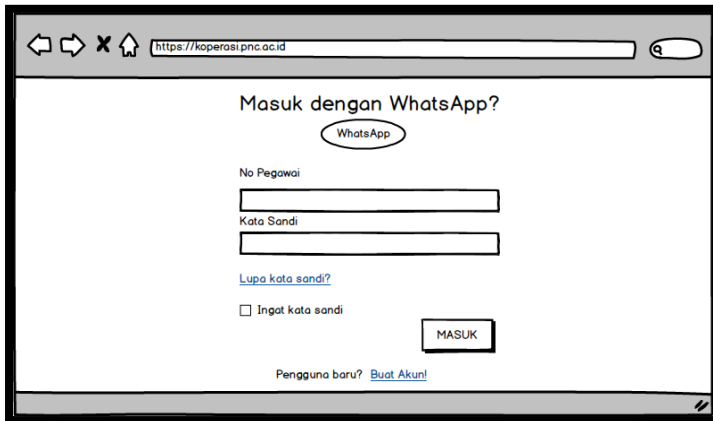 https://koperasi.pnc.ac.id
Masuk dengan WhatsApp?
WhatsApp
No Pegawai
Kata Sandi
Lupa kata sandi?
Ingat kata sandi
MASUK
Pengguna baru? Buat Akun!